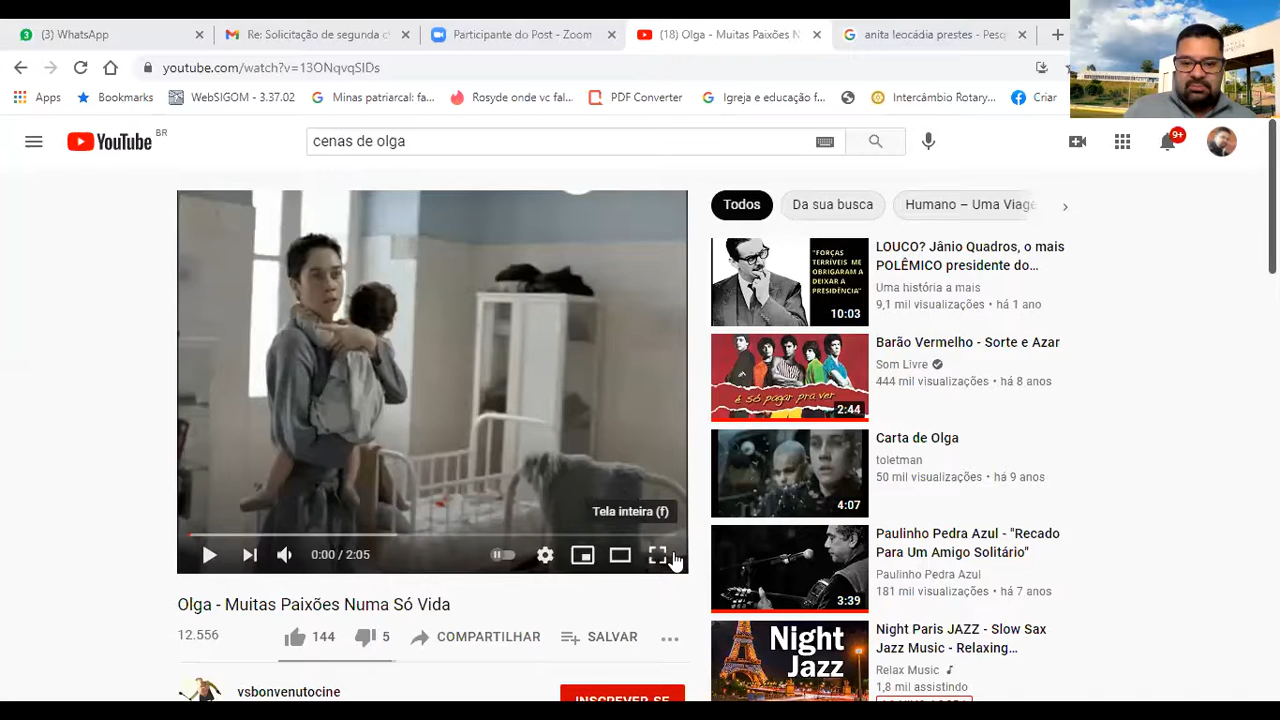 (3) WhatsApp
Re: Solicitação de segunda
Participante do Post - Zoom
(18) Olga - Muitas Paixões N
anita leocádia prestes - Pesq
youtube.com/watch?v=13ONqvqSIDs
Apps
Bookmarks
WebSIGOM - 3.37.02
Minas patriarcal: fa...
Rosyde onde vc fal...
PDF Converter
Igreja e educação f...
Intercâmbio Rotary...
Criar
YouTube BR
cenas de olga
9+
Todos
Da sua busca
Humano – Uma Viage
"FORÇAS
TERRÍVEIS ME
OBRIGARAM A
DEIXAR A
PRESIDÊNCIA"
10:03
LOUCO? Jânio Quadros, o mais
POLÊMICO presidente do…
Uma história a mais
9,1 mil visualizações • há 1 ano
é só pagar pra ver
2:44
Barão Vermelho - Sorte e Azar
Som Livre
444 mil visualizações • há 8 anos
4:07
Carta de Olga
toletman
50 mil visualizações • há 9 anos
3:39
Paulinho Pedra Azul - "Recado
Para Um Amigo Solitário"
Paulinho Pedra Azul
181 mil visualizações • há 7 anos
Night
Jazz
Night Paris JAZZ - Slow Sax
Jazz Music - Relaxing…
Relax Music
1,8 mil assistindo
Tela inteira (f)
0:00 / 2:05
Olga - Muitas Paixões Numa Só Vida
12.556
144
5
COMPARTILHAR
SALVAR
vsbonvenutocine
INSCREVER-SE